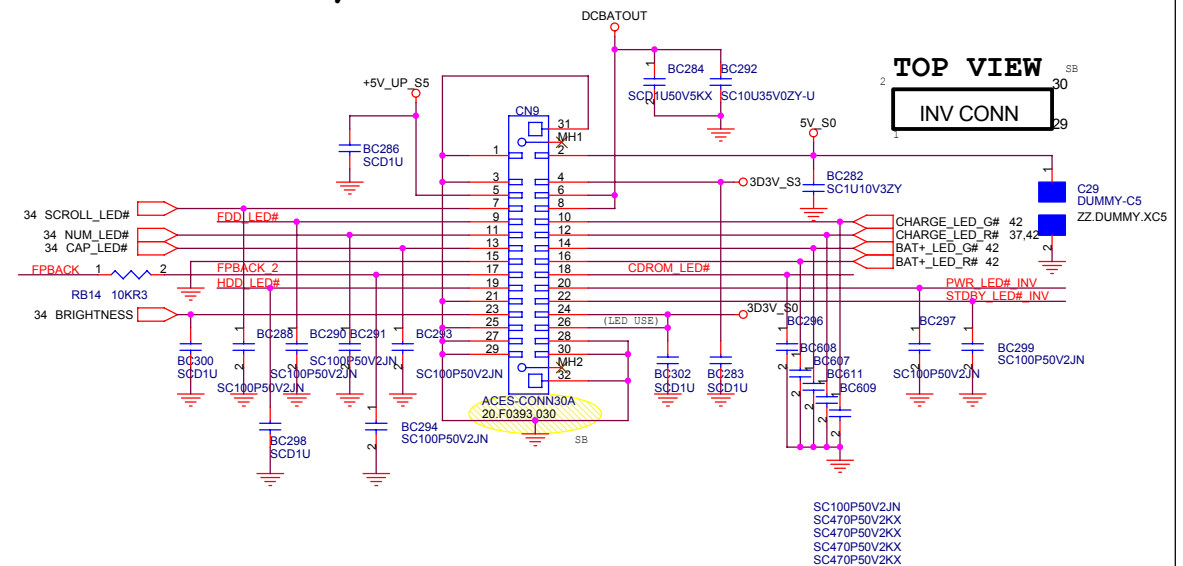 DCBATOUT
+5V_UP_S5
BC284
BC292
1
2
SCD1U50V5KX
SC10U35V0ZY-U
TOP VIEW
SB
2
30
INV CONN
1
29
CN9
5V_S0
BC286
SCD1U
31
MH1
1
2
3
4
5
6
7
8
9
10
11
12
13
14
15
16
17
18
19
20
21
22
23
24
25
26
27
28
29
30
MH2
32
3D3V_S3
BC282
SC1U10V3ZY
C29
DUMMY-C5
ZZ.DUMMY.XC5
1
2
34 SCROLL_LED#
FDD_LED#
34 NUM_LED#
34 CAP_LED#
CHARGE_LED_G# 42
CHARGE_LED_R# 37,42
BAT+_LED_G# 42
BAT+_LED_R# 42
FPBACK 1 2 FPBACK_2
CDROM_LED#
HDD_LED#
RB14 10KR3
PWR_LED#_INV
STDBY_LED#_INV
34 BRIGHTNESS
(LED USE)
3D3V_S0
BC300
SCD1U
BC288
SC100P50V2JN
BC290
BC291
SC100P50V2JN
BC293
SC100P50V2JN
BC302
SCD1U
BC283
SCD1U
BC296
BC608
BC607
BC611
BC609
BC297
SC100P50V2JN
BC299
SC100P50V2JN
ACES-CONN30A
20.F0393.030
SB
BC298
SCD1U
BC294
SC100P50V2JN
SC100P50V2JN
SC470P50V2KX
SC470P50V2KX
SC470P50V2KX
SC470P50V2KX